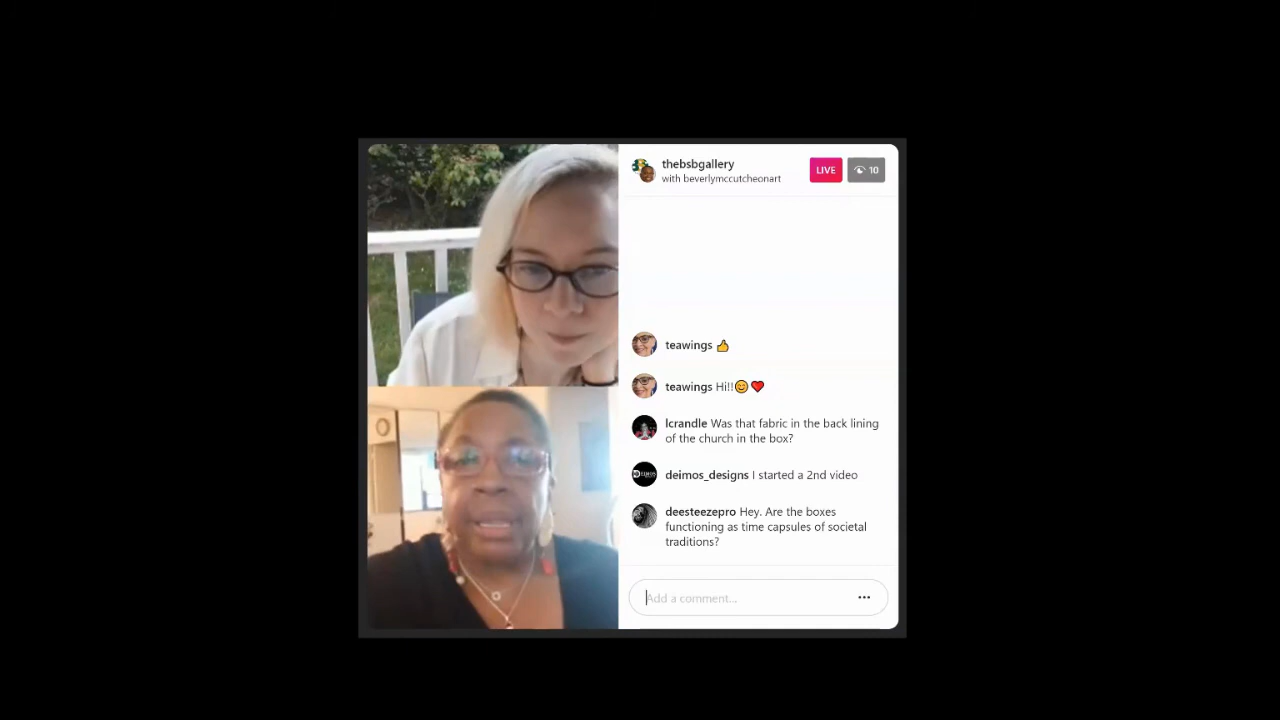 thebsbgallery
with beverlymccutcheonart
LIVE
10
teawings 👍
teawings Hi!!😊❤️
lcrandle Was that fabric in the back lining
of the church in the box?
deimos_designs I started a 2nd video
deesteezepro Hey. Are the boxes
functioning as time capsules of societal
traditions?
Add a comment...